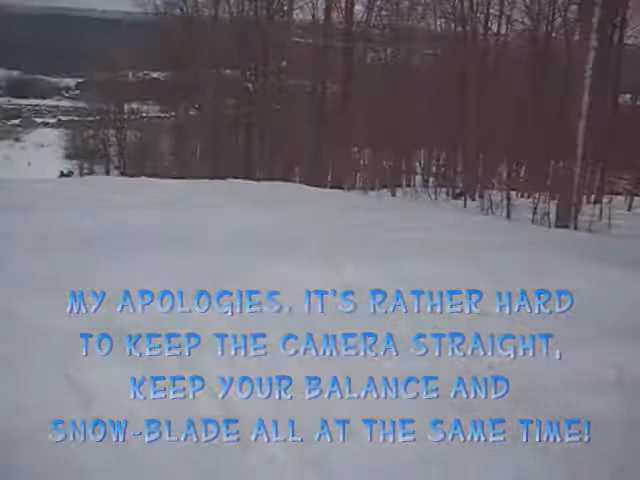 MY APOLOGIES. IT'S RATHER HARD
TO KEEP THE CAMERA STRAIGHT,
KEEP YOUR BALANCE AND
SNOW-BLADE ALL AT THE SAME TIME!